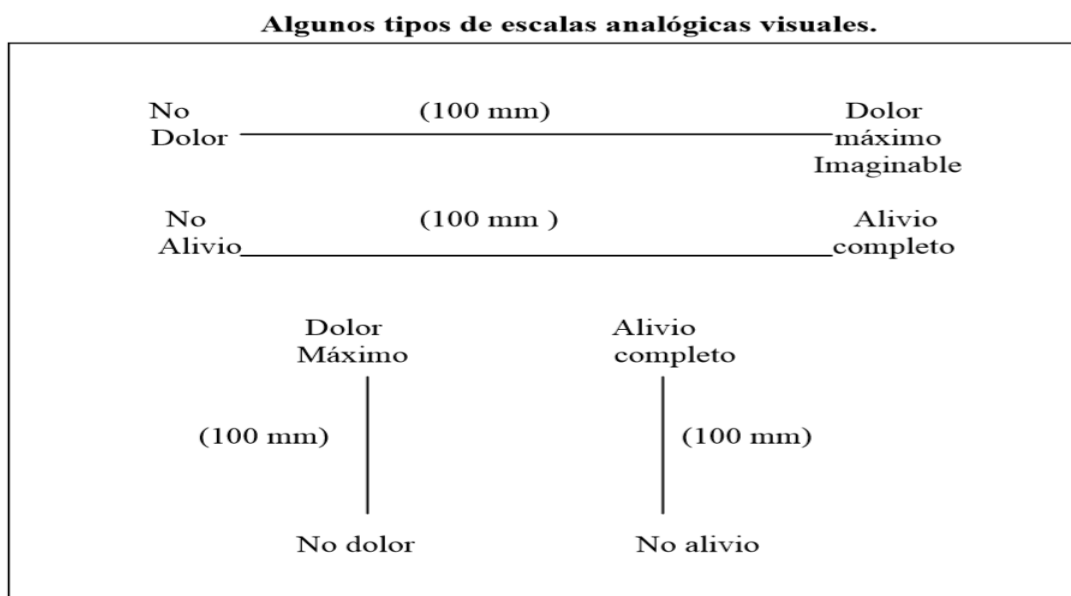 Algunos tipos de escalas analógicas visuales.
No (100 mm) Dolor
Dolor máximo
Imaginable
No (100 mm ) Alivio
Alivio completo
Dolor Alivio
Máximo completo
(100 mm) (100 mm)
No dolor No alivio